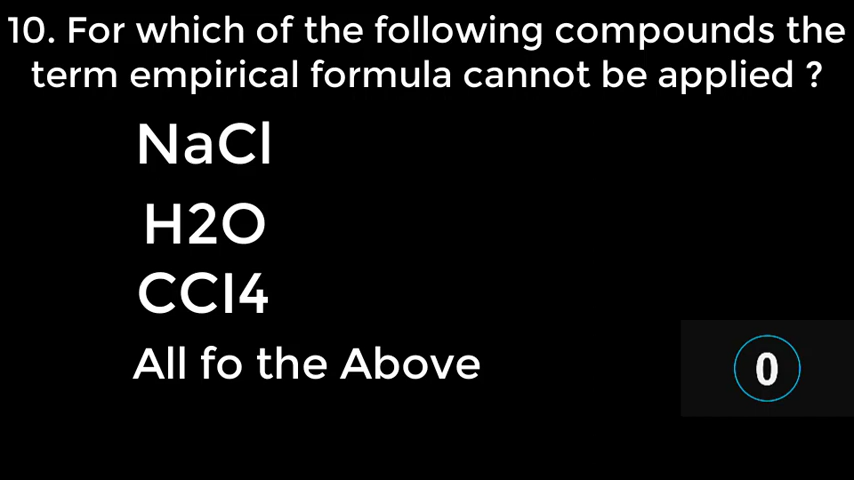 10. For which of the following compounds the
term empirical formula cannot be applied ?
NaCl
H2O
CCl4
All fo the Above
0